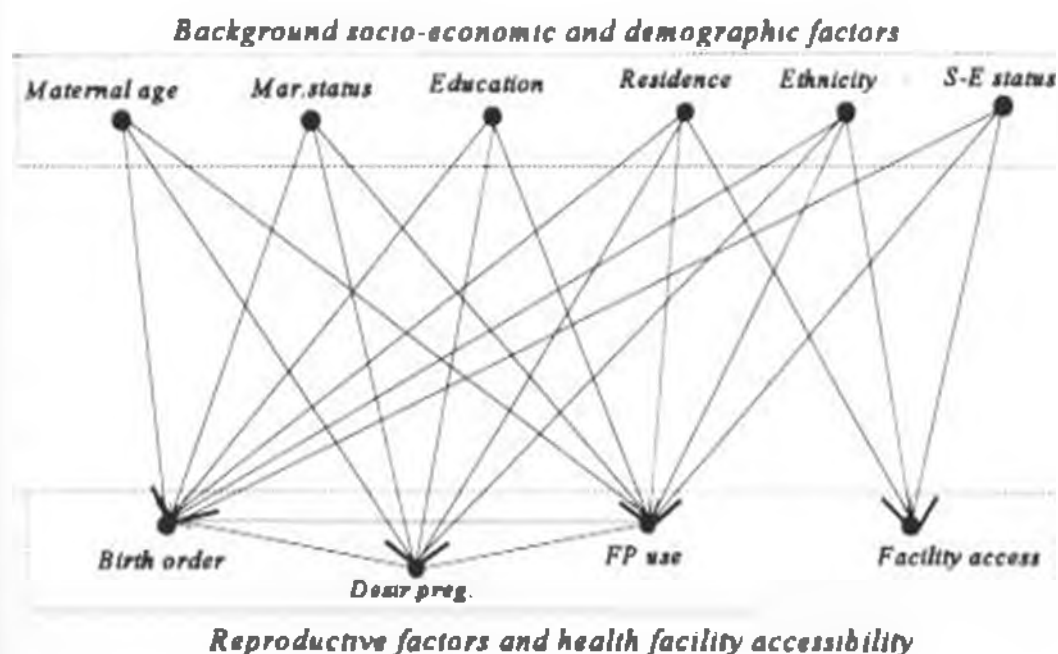 Background socio-economic and demographic factors
Maternal age Mar.status Education Residence Ethnicity S-E status
Birth order Desir preg. FP use Facility access
Reproductive factors and health facility accessibility